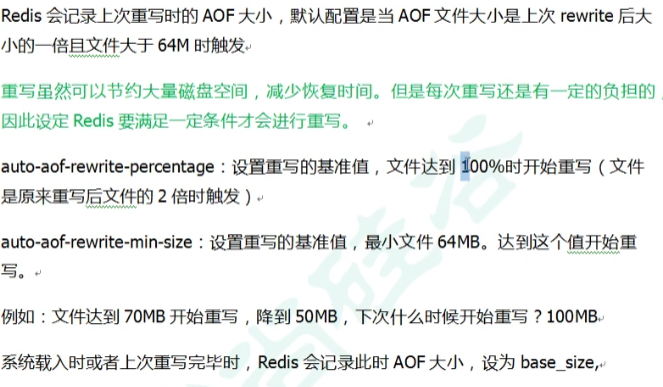 Redis 会记录上次重写时的 AOF 大小，默认配置是当 AOF 文件大小是上次 rewrite 后大
小的一倍且文件大于 64M 时触发
重写虽然可以节约大量磁盘空间，减少恢复时间。但是每次重写还是有一定的负担的，
因此设定 Redis 要满足一定条件才会进行重写。
auto-aof-rewrite-percentage：设置重写的基准值，文件达到 100%时开始重写（文件
是原来重写后文件的 2 倍时触发）
auto-aof-rewrite-min-size：设置重写的基准值，最小文件 64MB。达到这个值开始重
写。
例如：文件达到 70MB 开始重写，降到 50MB，下次什么时候开始重写？100MB
系统载入时或者上次重写完毕时，Redis 会记录此时 AOF 大小，设为 base_size,
尚硅谷